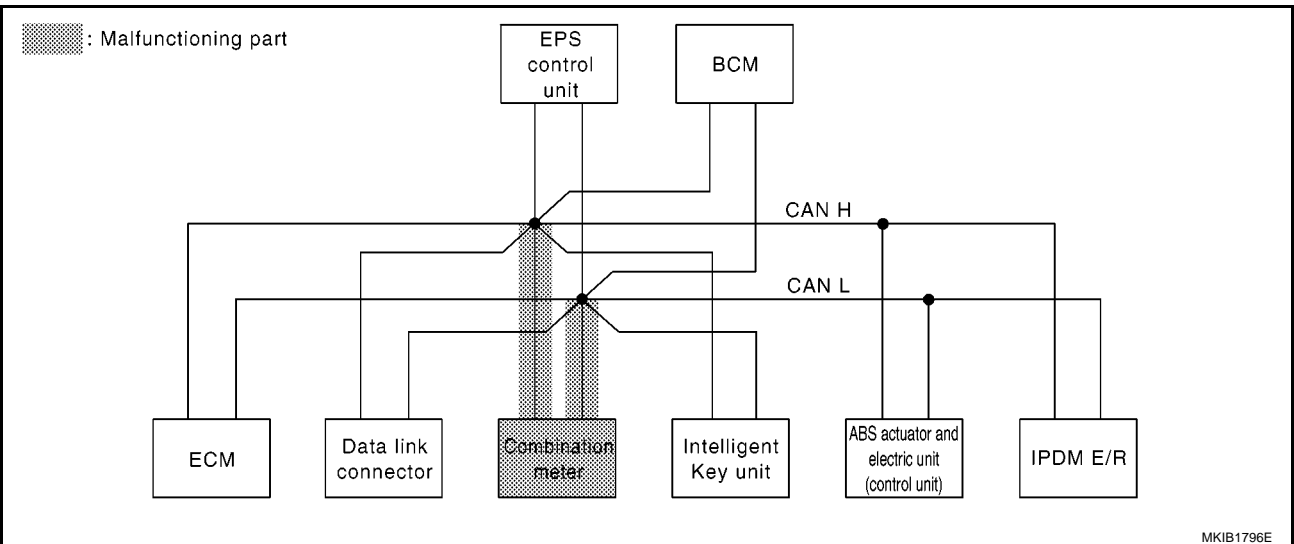 : Malfunctioning part
EPS
control
unit
BCM
CAN H
CAN L
ECM
Data link
connector
Combination
meter
Intelligent
Key unit
ABS actuator and
electric unit
(control unit)
IPDM E/R
MKIB1796E